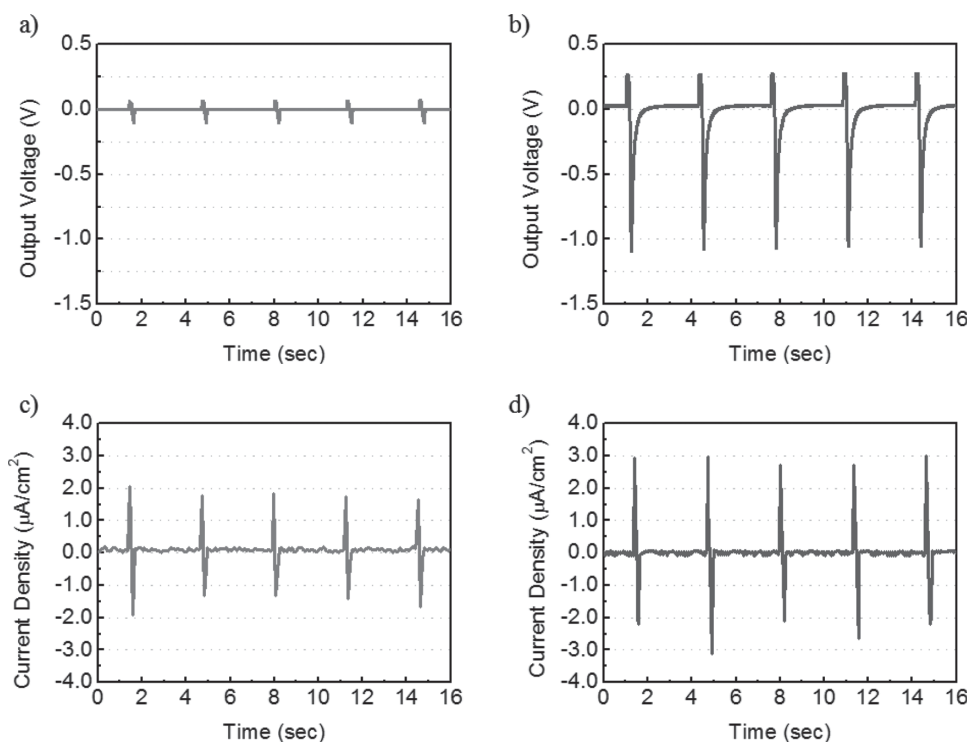 a)
0.5
0.0
-0.5
-1.0
-1.5
Output Voltage (V)
0 2 4 6 8 10 12 14 16
Time (sec)
b)
0.5
0.0
-0.5
-1.0
-1.5
Output Voltage (V)
0 2 4 6 8 10 12 14 16
Time (sec)
c)
4.0
3.0
2.0
1.0
0.0
-1.0
-2.0
-3.0
-4.0
Current Density (μA/cm²)
0 2 4 6 8 10 12 14 16
Time (sec)
d)
4.0
3.0
2.0
1.0
0.0
-1.0
-2.0
-3.0
-4.0
Current Density (μA/cm²)
0 2 4 6 8 10 12 14 16
Time (sec)